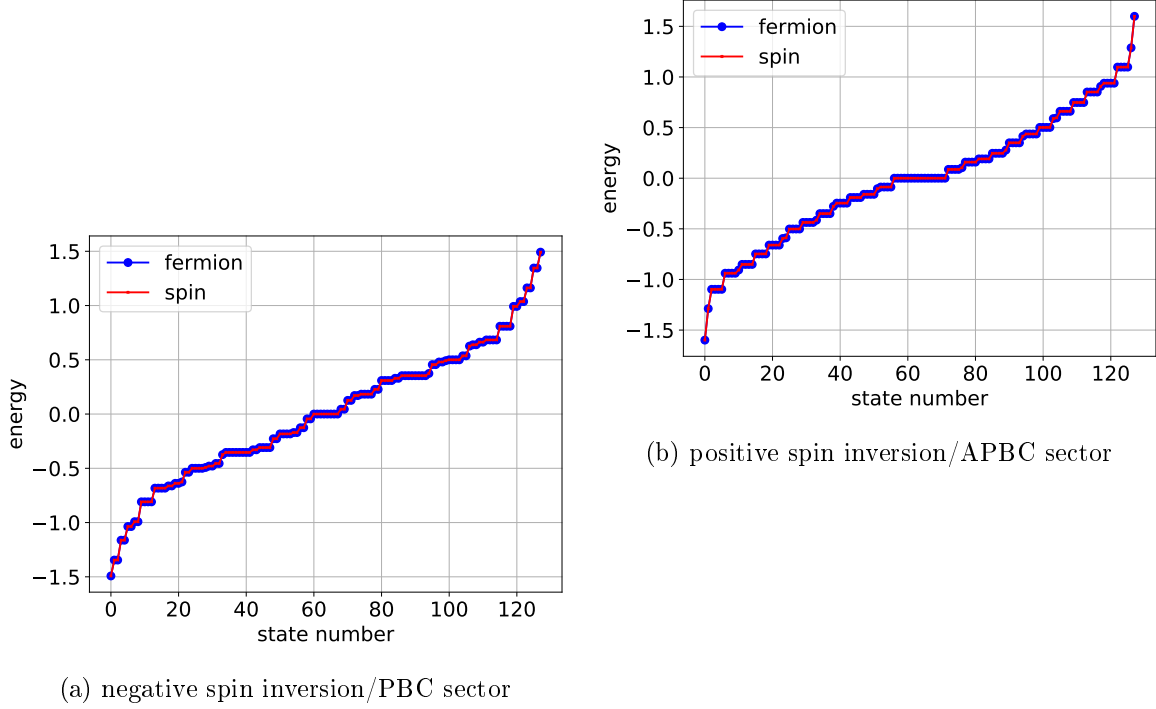 fermion
spin
1.5
1.0
0.5
0.0
−0.5
−1.0
−1.5
energy
0 20 40 60 80 100 120
state number
(a) negative spin inversion/PBC sector
fermion
spin
1.5
1.0
0.5
0.0
−0.5
−1.0
−1.5
energy
0 20 40 60 80 100 120
state number
(b) positive spin inversion/APBC sector